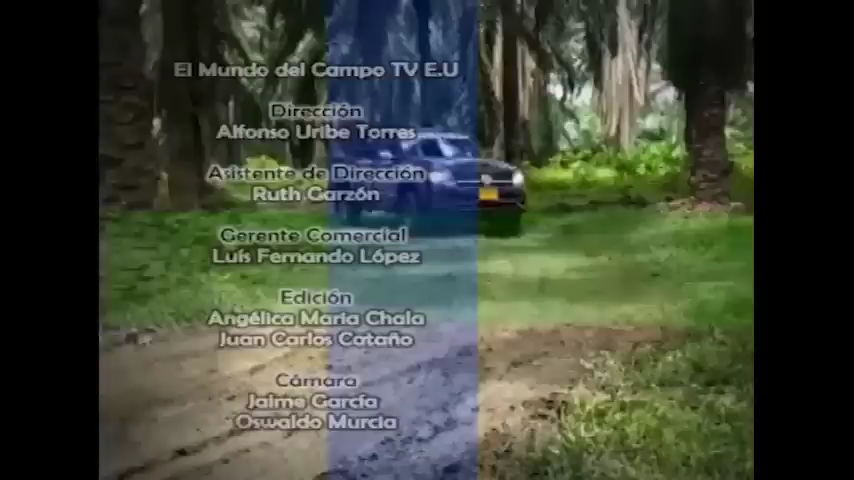 El Mundo del Campo TV E.U
Dirección
Alfonso Uribe Torres
Asistente de Dirección
Ruth Garzón
Gerente Comercial
Luis Fernando López
Edición
Angélica Maria Chala
Juan Carlos Cataño
Cámara
Jaime García
Oswaldo Murcia